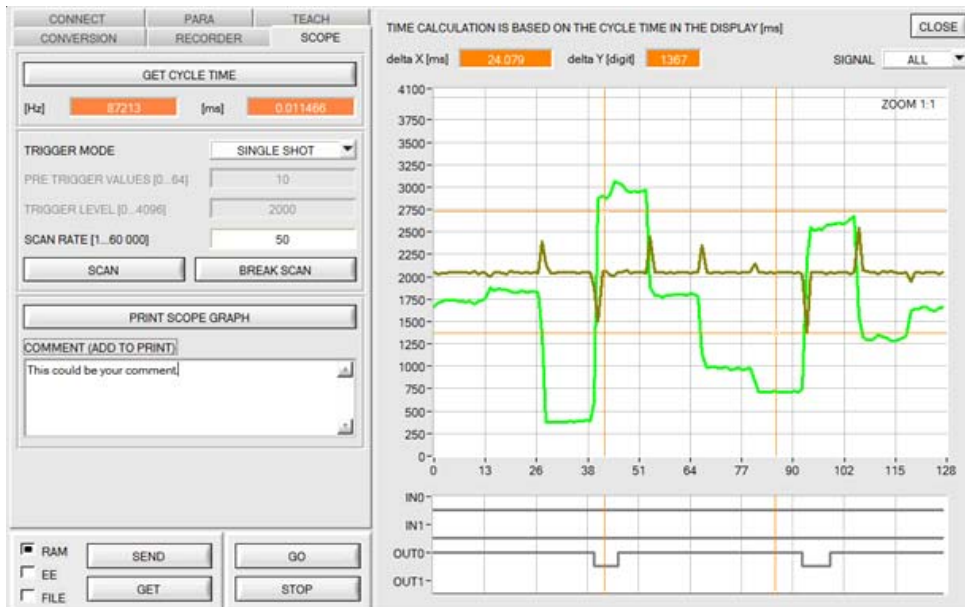 CONNECT PARA TEACH
CONVERSION RECORDER SCOPE
GET CYCLE TIME
[Hz] 87213 [ms] 0.011466
TRIGGER MODE SINGLE SHOT
PRE TRIGGER VALUES [0...64] 10
TRIGGER LEVEL [0...4096] 2000
SCAN RATE [1...60 000] 50
SCAN BREAK SCAN
PRINT SCOPE GRAPH
COMMENT (ADD TO PRINT)
This could be your comment.
RAM
EE
FILE
SEND GO
GET STOP
TIME CALCULATION IS BASED ON THE CYCLE TIME IN THE DISPLAY [ms]
CLOSE
delta X [ms] 24.079 delta Y [digit] 1367 SIGNAL ALL
ZOOM 1:1
4100
3750
3500
3250
3000
2750
2500
2250
2000
1750
1500
1250
1000
750
500
250
0
0 13 26 38 51 64 77 90 102 115 128
IN0
IN1
OUT0
OUT1